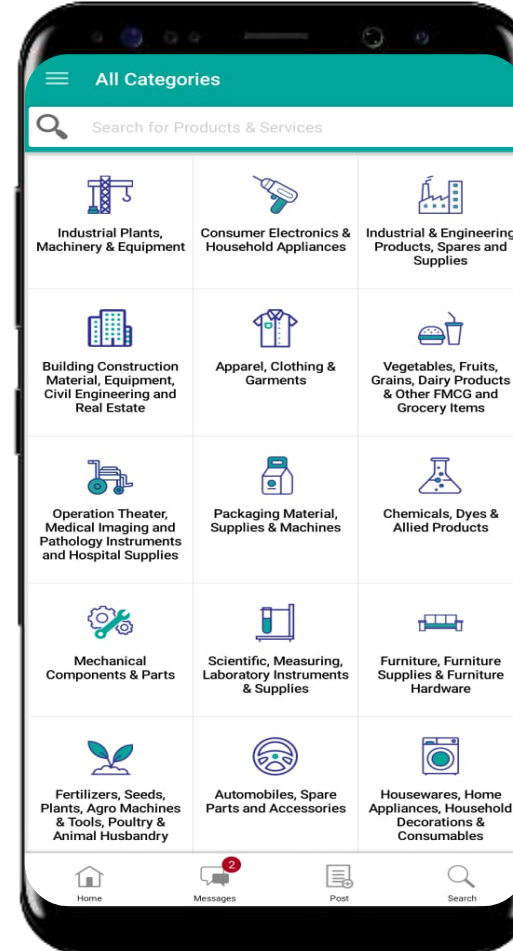 All Categories
Search for Products & Services
Industrial Plants,
Machinery & Equipment
Consumer Electronics &
Household Appliances
Industrial & Engineering
Products, Spares and
Supplies
Building Construction
Material, Equipment,
Civil Engineering and
Real Estate
Apparel, Clothing &
Garments
Vegetables, Fruits,
Grains, Dairy Products
& Other FMCG and
Grocery Items
Operation Theater,
Medical Imaging and
Pathology Instruments
and Hospital Supplies
Packaging Material,
Supplies & Machines
Chemicals, Dyes &
Allied Products
Mechanical
Components & Parts
Scientific, Measuring,
Laboratory Instruments
& Supplies
Furniture, Furniture
Supplies & Furniture
Hardware
Fertilizers, Seeds,
Plants, Agro Machines
& Tools, Poultry &
Animal Husbandry
Automobiles, Spare
Parts and Accessories
Housewares, Home
Appliances, Household
Decorations &
Consumables
2
Home
Messages
Post
Search